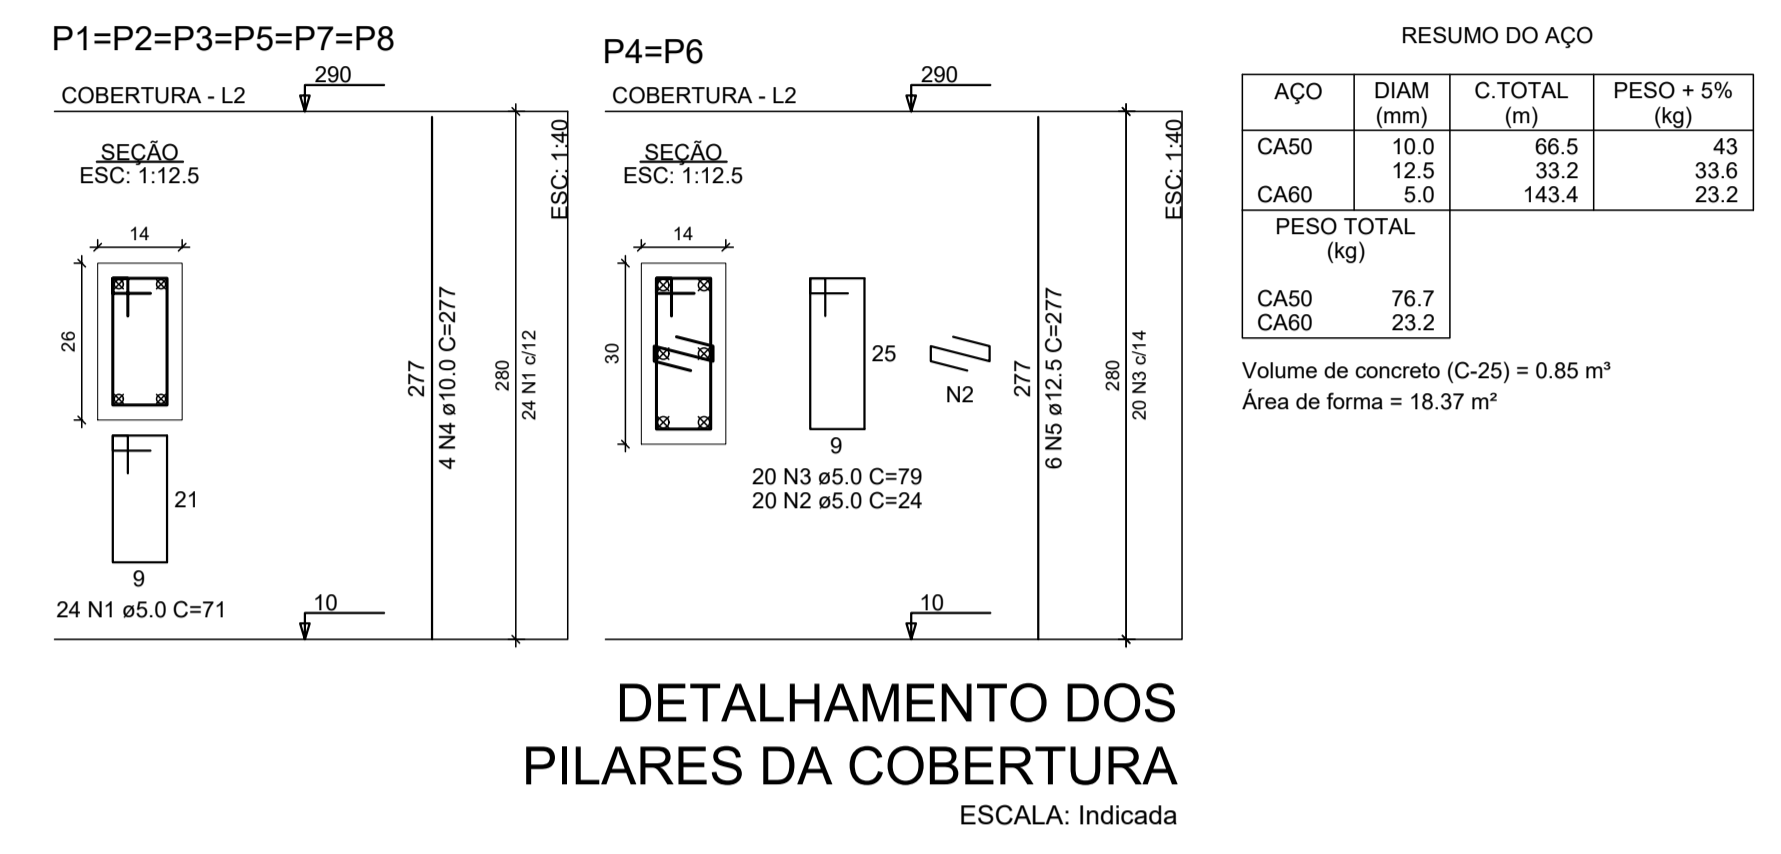 P1=P2=P3=P5=P7=P8
COBERTURA - L2
290
SEÇÃO
ESC: 1:12.5
14
26
21
9
24 N1 ø5.0 C=71
10
277
4 N4 ø10.0 C=277
280
24 N1 c/12
ESC: 1:40
P4=P6
COBERTURA - L2
290
SEÇÃO
ESC: 1:12.5
14
30
25
9
N2
20 N3 ø5.0 C=79
20 N2 ø5.0 C=24
10
277
6 N5 ø12.5 C=277
280
20 N3 c/14
ESC: 1:40
RESUMO DO AÇO
AÇO DIAM C.TOTAL PESO + 5%
(mm) (m) (kg)
CA50 10.0 66.5 43
12.5 33.2 33.6
CA60 5.0 143.4 23.2
PESO TOTAL
(kg)
CA50 76.7
CA60 23.2
Volume de concreto (C-25) = 0.85 m³
Área de forma = 18.37 m²
DETALHAMENTO DOS
PILARES DA COBERTURA
ESCALA: Indicada